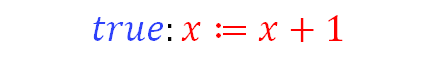 true: x := x + 1